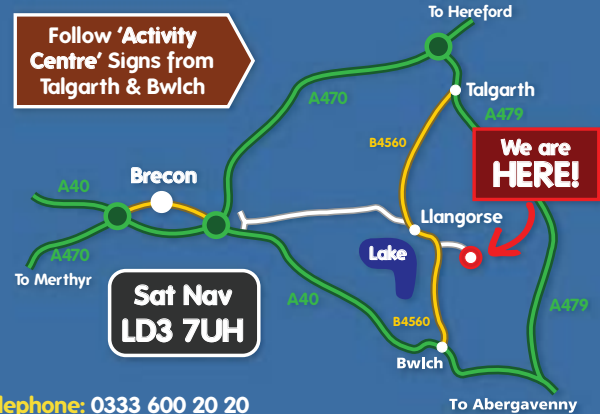 To Hereford
Follow 'Activity
Centre' Signs from
Talgarth & Bwlch
Talgarth
A470
A479
B4560
We are
HERE!
Brecon
A40
Llangorse
Lake
A470
To Merthyr
Sat Nav
LD3 7UH
A40
A479
B4560
Bwlch
lephone: 0333 600 20 20
To Abergavenny